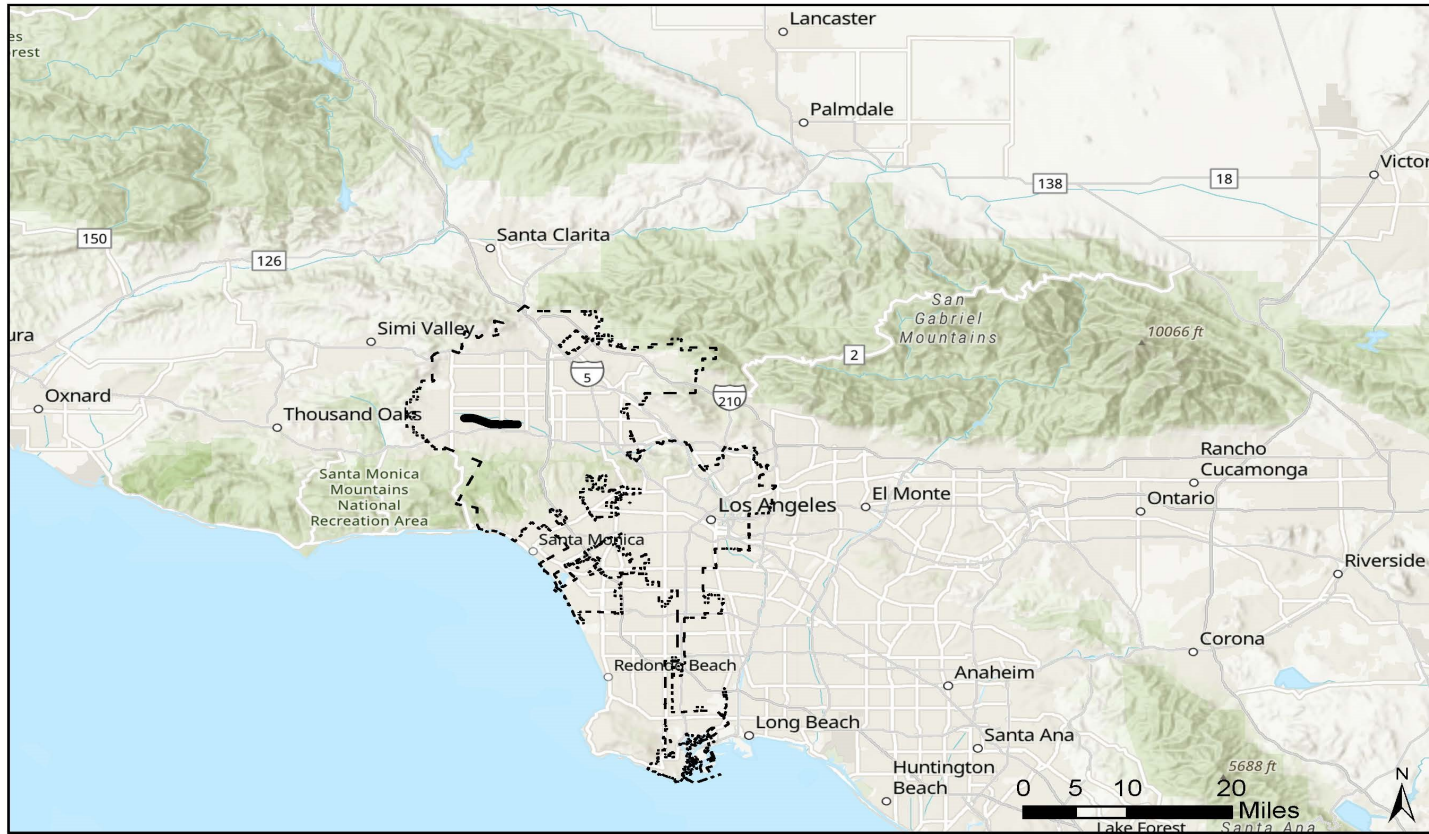 Lancaster
es
rest
Palmdale
Victor
138
18
150
126
Santa Clarita
San
Gabriel
Mountains
10066 ft
Simi Valley
ura
2
5
210
Oxnard
Thousand Oaks
Rancho
Cucamonga
Santa Monica
Mountains
National
Recreation Area
El Monte
Ontario
Los Angeles
Santa Monica
Riverside
Corona
Redondo Beach
Anaheim
Long Beach
Santa Ana
5688 ft
Huntington
Beach
0 5 10 20
Miles
N
Lake Forest
Santa Ana